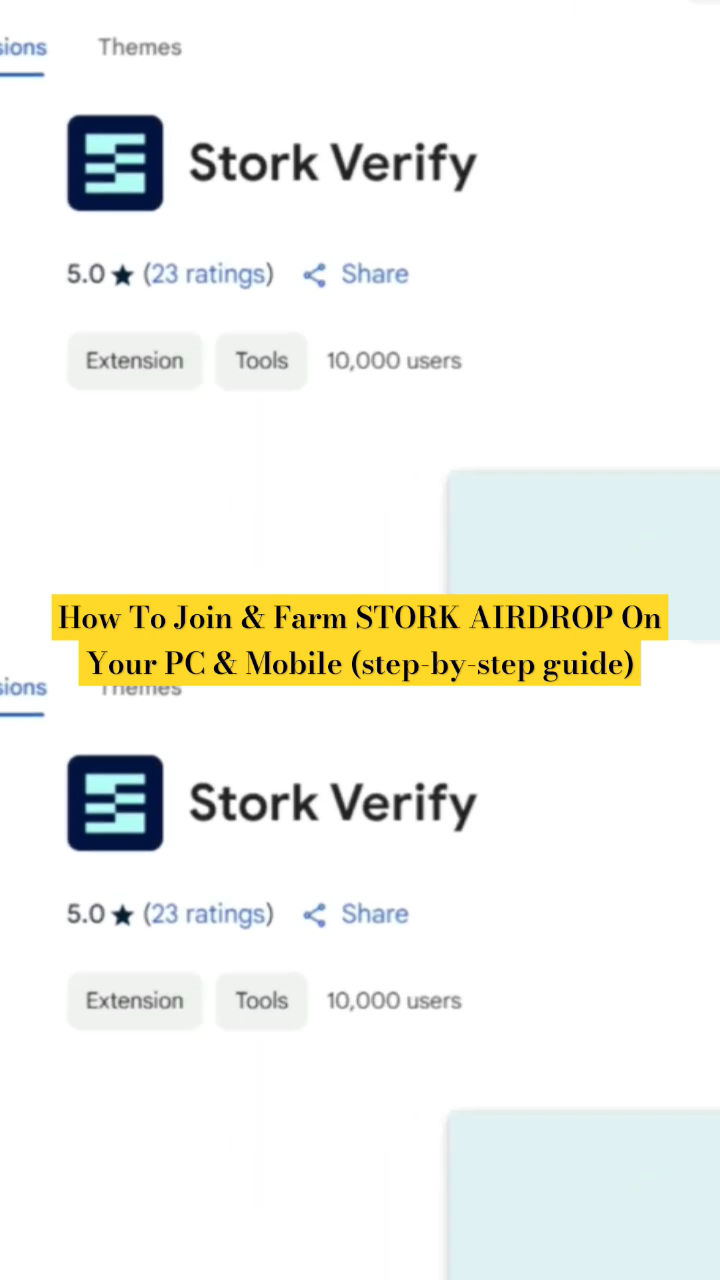 sions Themes
Stork Verify
5.0 ★ (23 ratings) Share
Extension Tools 10,000 users
How To Join & Farm STORK AIRDROP On
Your PC & Mobile (step-by-step guide)
sions Themes
Stork Verify
5.0 ★ (23 ratings) Share
Extension Tools 10,000 users